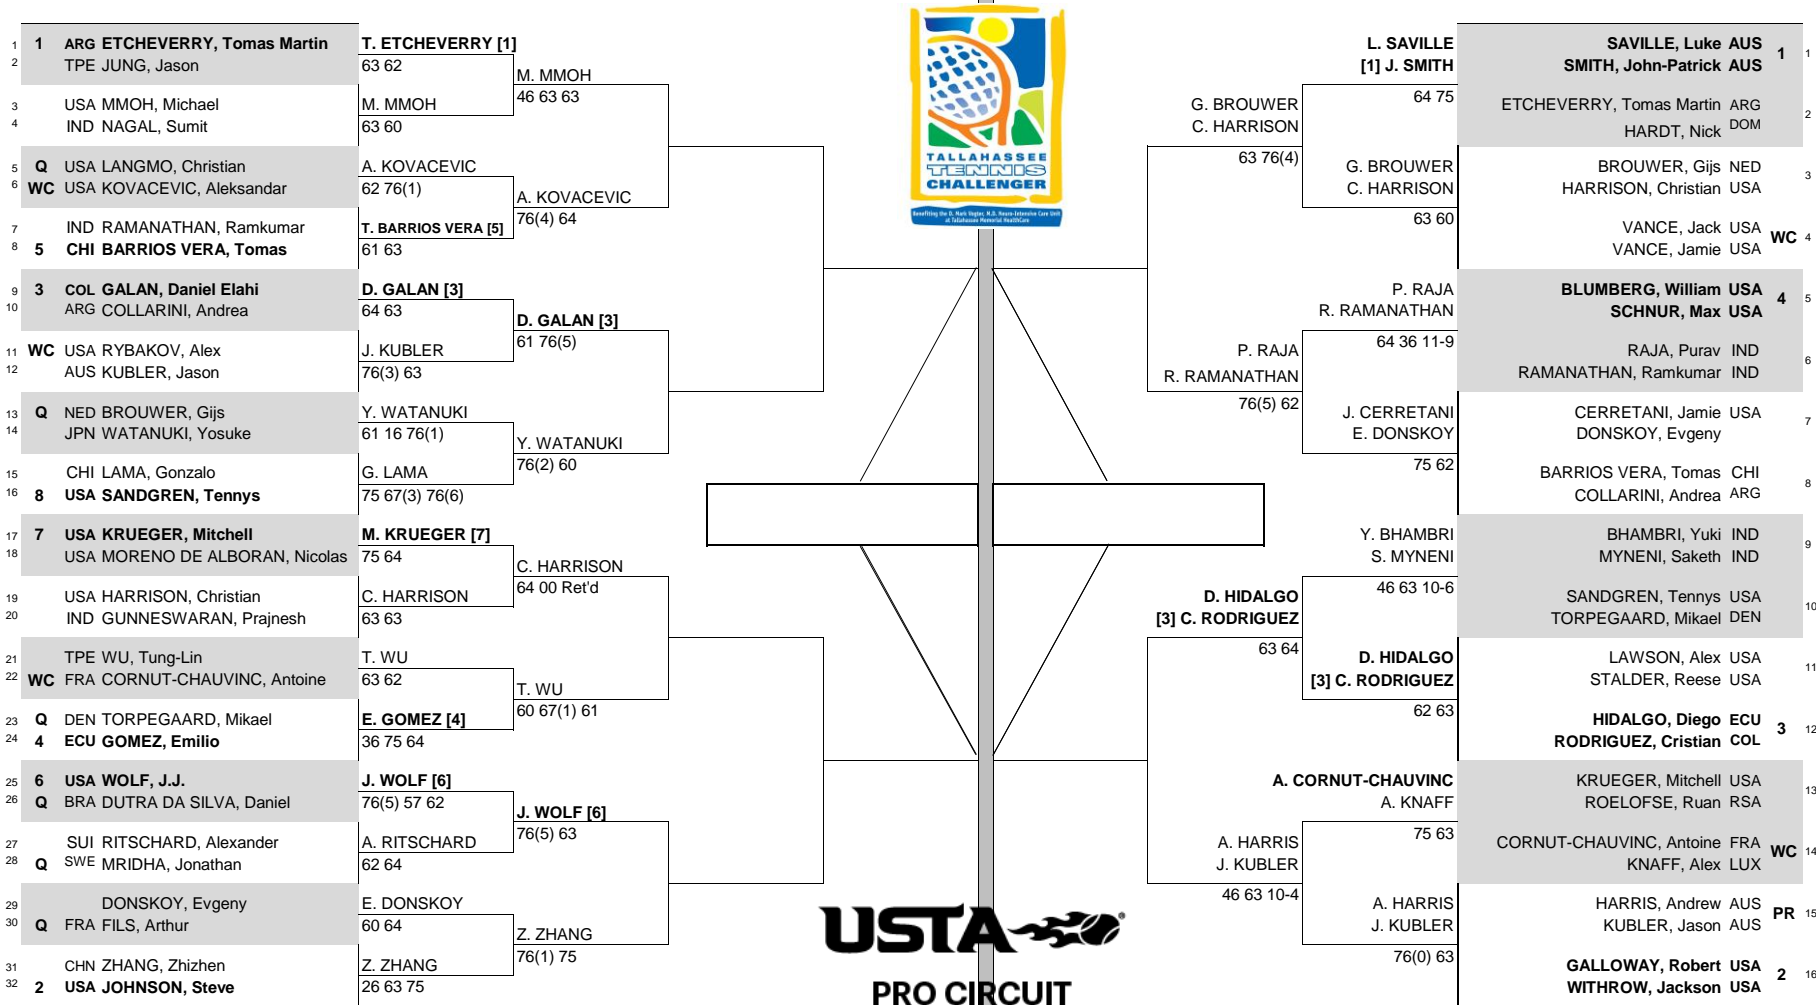 1 1 ARG ETCHEVERRY, Tomas Martin
2 TPE JUNG, Jason
3 USA MMOH, Michael
4 IND NAGAL, Sumit
5 Q USA LANGMO, Christian
6 WC USA KOVACEVIC, Aleksandar
7 IND RAMANATHAN, Ramkumar
8 5 CHI BARRIOS VERA, Tomas
9 3 COL GALAN, Daniel Elahi
10 ARG COLLARINI, Andrea
11 WC USA RYBAKOV, Alex
12 AUS KUBLER, Jason
13 Q NED BROUWER, Gijs
14 JPN WATANUKI, Yosuke
15 CHI LAMA, Gonzalo
16 8 USA SANDGREN, Tennys
17 7 USA KRUEGER, Mitchell
18 USA MORENO DE ALBORAN, Nicolas
19 USA HARRISON, Christian
20 IND GUNNESWARAN, Prajnesh
21 TPE WU, Tung-Lin
22 WC FRA CORNUT-CHAUVINC, Antoine
23 Q DEN TORPEGAARD, Mikael
24 4 ECU GOMEZ, Emilio
25 6 USA WOLF, J.J.
26 Q BRA DUTRA DA SILVA, Daniel
27 SUI RITSCHARD, Alexander
28 Q SWE MRIDHA, Jonathan
29 DONSKOY, Evgeny
30 Q FRA FILS, Arthur
31 CHN ZHANG, Zhizhen
32 2 USA JOHNSON, Steve
T. ETCHEVERRY [1]
63 62
M. MMOH
63 60
A. KOVACEVIC
62 76(1)
T. BARRIOS VERA [5]
61 63
D. GALAN [3]
64 63
J. KUBLER
76(3) 63
Y. WATANUKI
61 16 76(1)
G. LAMA
75 67(3) 76(6)
M. KRUEGER [7]
75 64
C. HARRISON
63 63
T. WU
63 62
E. GOMEZ [4]
36 75 64
J. WOLF [6]
76(5) 57 62
A. RITSCHARD
62 64
E. DONSKOY
60 64
Z. ZHANG
26 63 75
M. MMOH
46 63 63
A. KOVACEVIC
76(4) 64
D. GALAN [3]
61 76(5)
Y. WATANUKI
76(2) 60
C. HARRISON
64 00 Ret'd
T. WU
60 67(1) 61
J. WOLF [6]
76(5) 63
Z. ZHANG
76(1) 75
TALLAHASSEE
TENNIS
CHALLENGER
Benefiting the D. Mark Vogter, M.D. Neuro-Intensive Care Unit
at Tallahassee Memorial HealthCare
USTA
PRO CIRCUIT
G. BROUWER
C. HARRISON
63 76(4)
P. RAJA
R. RAMANATHAN
76(5) 62
D. HIDALGO
[3] C. RODRIGUEZ
63 64
A. HARRIS
J. KUBLER
46 63 10-4
L. SAVILLE
[1] J. SMITH
64 75
G. BROUWER
C. HARRISON
63 60
P. RAJA
R. RAMANATHAN
64 36 11-9
J. CERRETANI
E. DONSKOY
75 62
Y. BHAMBRI
S. MYNENI
46 63 10-6
D. HIDALGO
[3] C. RODRIGUEZ
62 63
A. CORNUT-CHAUVINC
A. KNAFF
75 63
A. HARRIS
J. KUBLER
76(0) 63
SAVILLE, Luke AUS 1 1
SMITH, John-Patrick AUS
ETCHEVERRY, Tomas Martin ARG 2
HARDT, Nick DOM
BROUWER, Gijs NED 3
HARRISON, Christian USA
VANCE, Jack USA WC 4
VANCE, Jamie USA
BLUMBERG, William USA 4 5
SCHNUR, Max USA
RAJA, Purav IND 6
RAMANATHAN, Ramkumar IND
CERRETANI, Jamie USA 7
DONSKOY, Evgeny
BARRIOS VERA, Tomas CHI 8
COLLARINI, Andrea ARG
BHAMBRI, Yuki IND 9
MYNENI, Saketh IND
SANDGREN, Tennys USA 10
TORPEGAARD, Mikael DEN
LAWSON, Alex USA 11
STALDER, Reese USA
HIDALGO, Diego ECU 3 12
RODRIGUEZ, Cristian COL
KRUEGER, Mitchell USA 13
ROELOFSE, Ruan RSA
CORNUT-CHAUVINC, Antoine FRA WC 14
KNAFF, Alex LUX
HARRIS, Andrew AUS PR 15
KUBLER, Jason AUS
GALLOWAY, Robert USA 2 16
WITHROW, Jackson USA